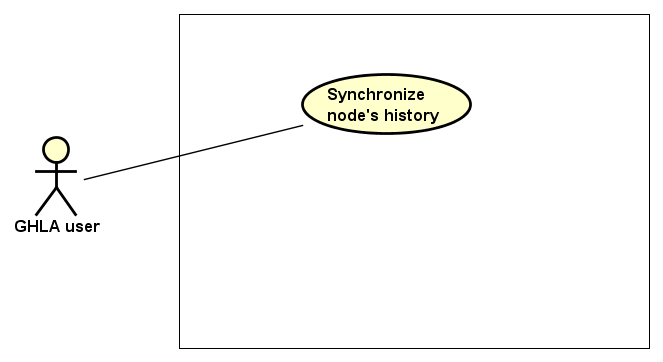 Synchronize
node's history
GHLA user